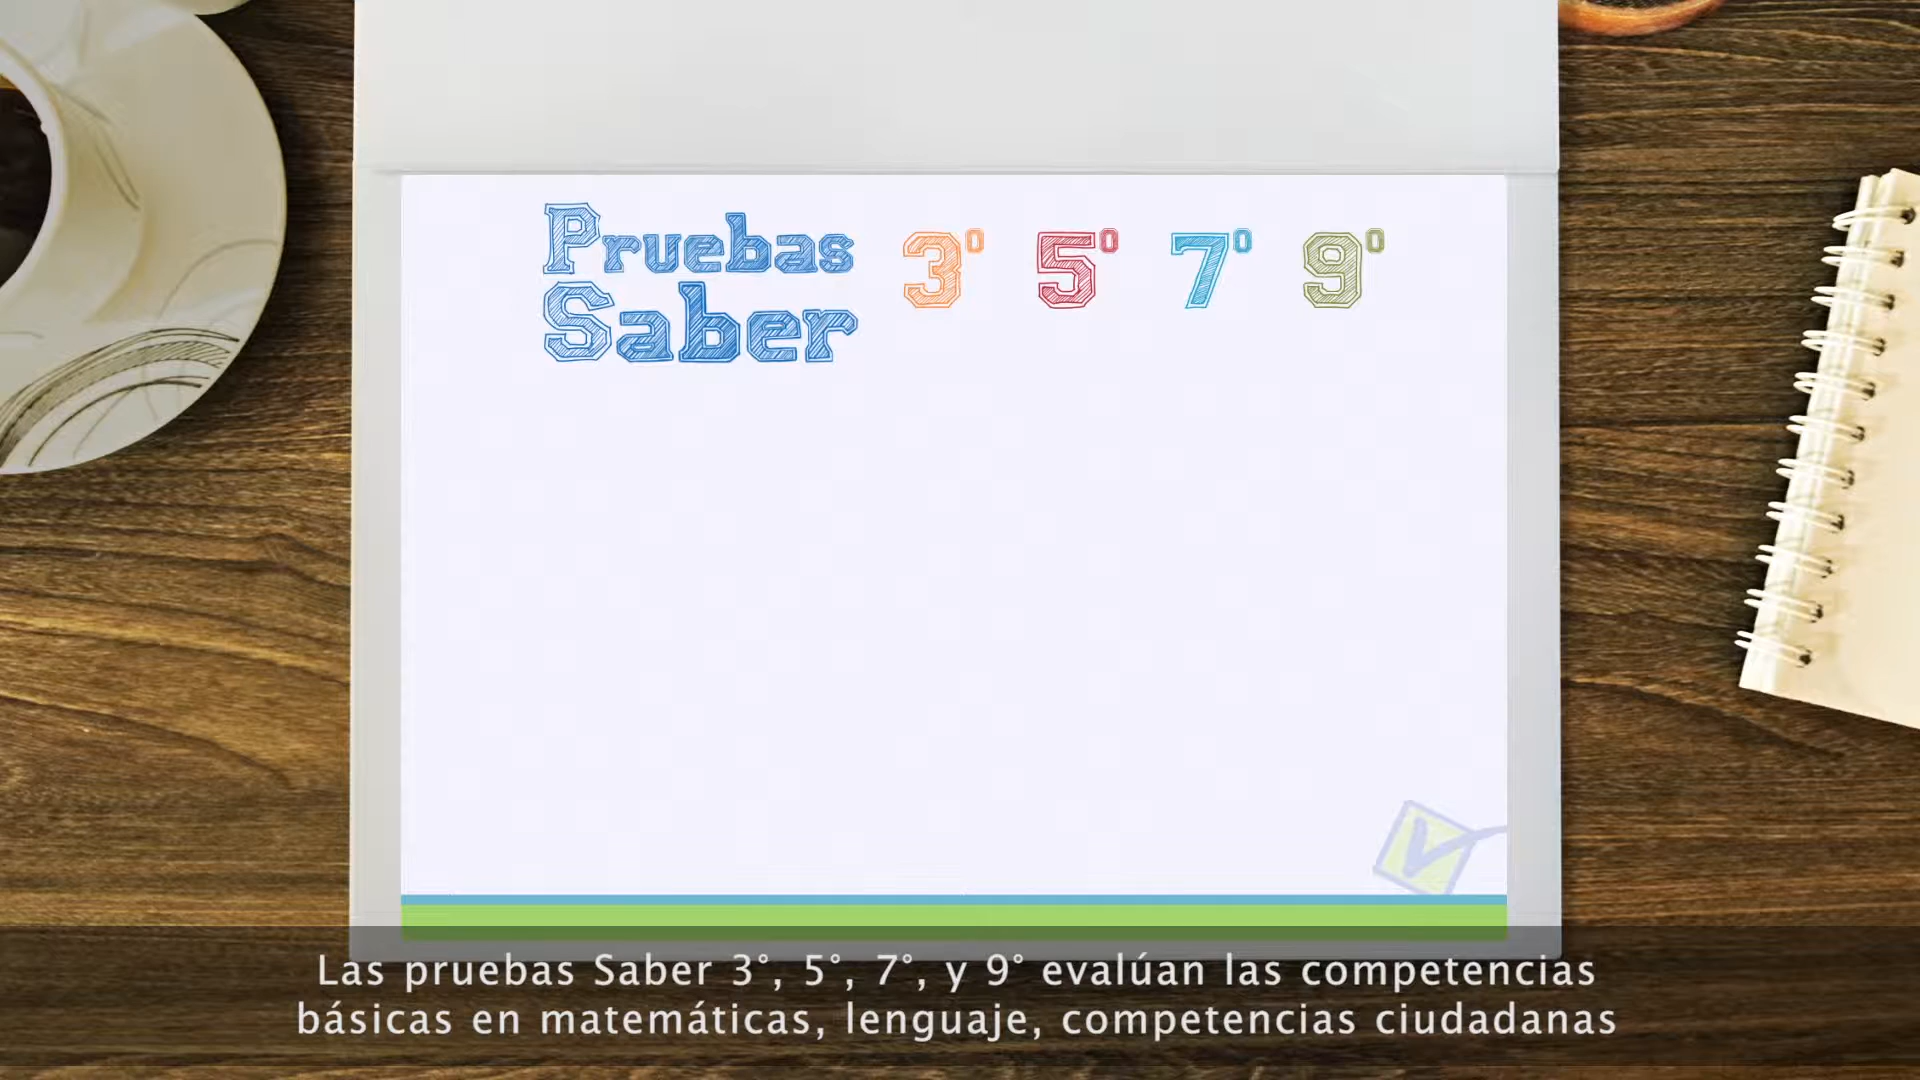 Pruebas 3° 5° 7° 9°
Saber
Las pruebas Saber 3°, 5°, 7°, y 9° evalúan las competencias
básicas en matemáticas, lenguaje, competencias ciudadanas